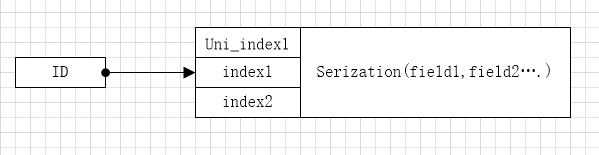 Uni_index1
ID
index1
Serization(field1,field2….)
index2